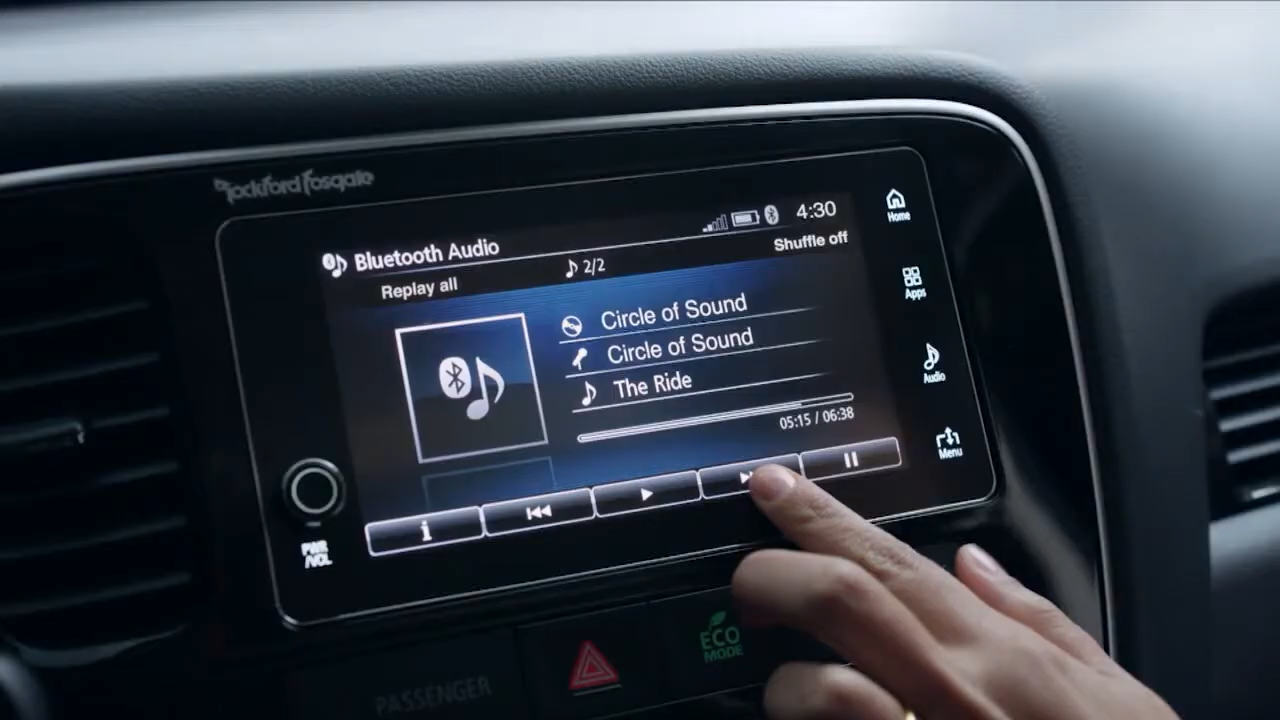 Rockford Fosgate
4:30
Bluetooth Audio
Replay all
2/2
Shuffle off
Circle of Sound
Circle of Sound
The Ride
05:15 / 06:38
i
Home
Apps
Audio
Menu
PWR
/VOL
ECO
MODE
PASSENGER